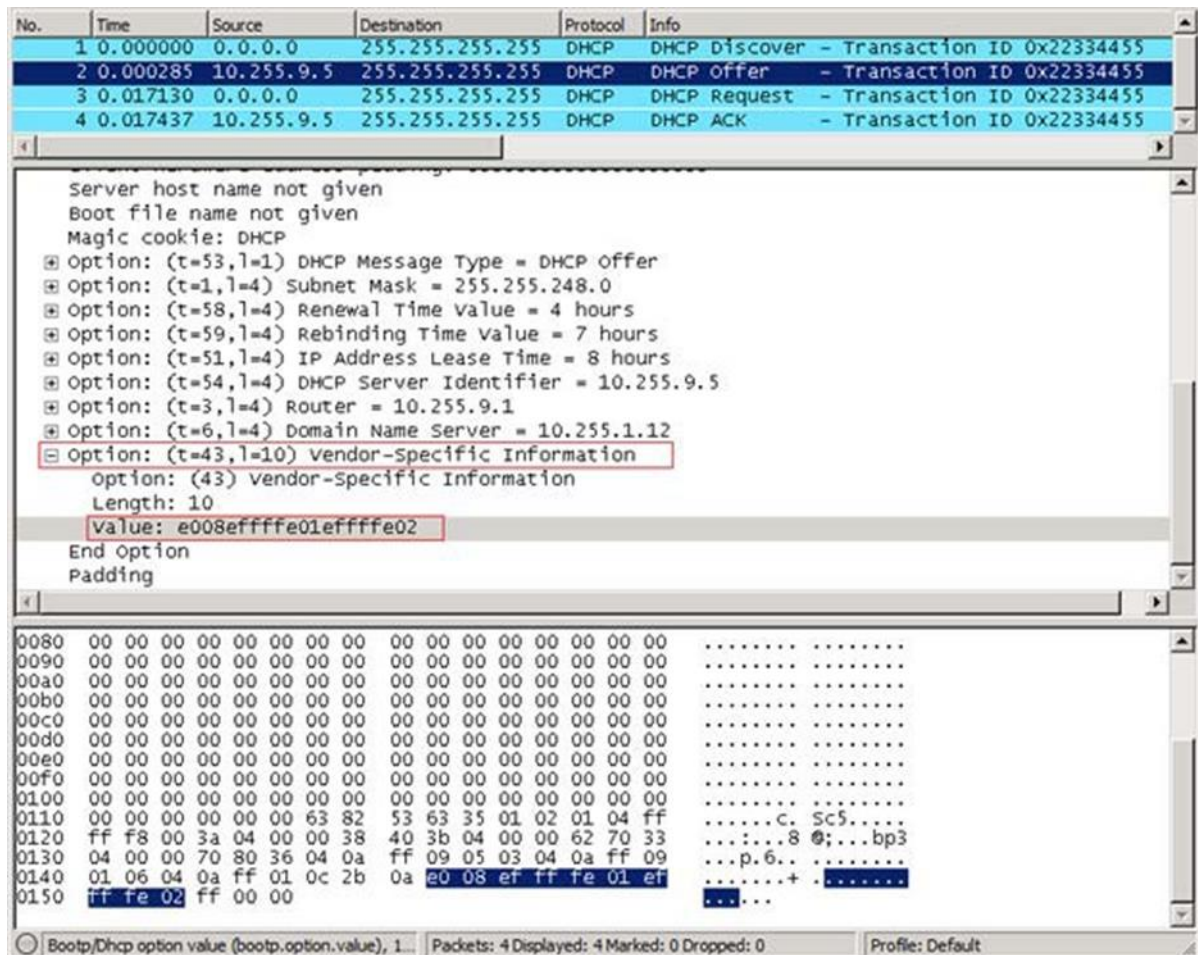 No. Time Source Destination Protocol Info
1 0.000000 0.0.0.0 255.255.255.255 DHCP DHCP Discover - Transaction ID 0x22334455
2 0.000285 10.255.9.5 255.255.255.255 DHCP DHCP Offer - Transaction ID 0x22334455
3 0.017130 0.0.0.0 255.255.255.255 DHCP DHCP Request - Transaction ID 0x22334455
4 0.017437 10.255.9.5 255.255.255.255 DHCP DHCP ACK - Transaction ID 0x22334455
Server host name not given
Boot file name not given
Magic cookie: DHCP
Option: (t=53,l=1) DHCP Message Type = DHCP Offer
Option: (t=1,l=4) Subnet Mask = 255.255.248.0
Option: (t=58,l=4) Renewal Time Value = 4 hours
Option: (t=59,l=4) Rebinding Time Value = 7 hours
Option: (t=51,l=4) IP Address Lease Time = 8 hours
Option: (t=54,l=4) DHCP Server Identifier = 10.255.9.5
Option: (t=3,l=4) Router = 10.255.9.1
Option: (t=6,l=4) Domain Name Server = 10.255.1.12
Option: (t=43,l=10) Vendor-Specific Information
Option: (43) Vendor-Specific Information
Length: 10
Value: e008effffe01effffe02
End Option
Padding
0080 00 00 00 00 00 00 00 00 00 00 00 00 00 00 00 00 ........ ........
0090 00 00 00 00 00 00 00 00 00 00 00 00 00 00 00 00 ........ ........
00a0 00 00 00 00 00 00 00 00 00 00 00 00 00 00 00 00 ........ ........
00b0 00 00 00 00 00 00 00 00 00 00 00 00 00 00 00 00 ........ ........
00c0 00 00 00 00 00 00 00 00 00 00 00 00 00 00 00 00 ........ ........
00d0 00 00 00 00 00 00 00 00 00 00 00 00 00 00 00 00 ........ ........
00e0 00 00 00 00 00 00 00 00 00 00 00 00 00 00 00 00 ........ ........
00f0 00 00 00 00 00 00 00 00 00 00 00 00 00 00 00 00 ........ ........
0100 00 00 00 00 00 00 00 00 00 00 00 00 00 00 00 00 ........ ........
0110 00 00 00 00 00 00 63 82 53 63 35 01 02 01 04 ff ......c. Sc5.....
0120 ff f8 00 3a 04 00 00 38 40 3b 04 00 00 62 70 33 ...:...8 @;...bp3
0130 04 00 00 70 80 36 04 0a ff 09 05 03 04 0a ff 09 ...p.6.. ........
0140 01 06 04 0a ff 01 0c 2b 0a e0 08 ef ff fe 01 ef .......+ ........
0150 ff fe 02 ff 00 00 ......
Bootp/Dhcp option value (bootp.option.value), 1... Packets: 4 Displayed: 4 Marked: 0 Dropped: 0 Profile: Default